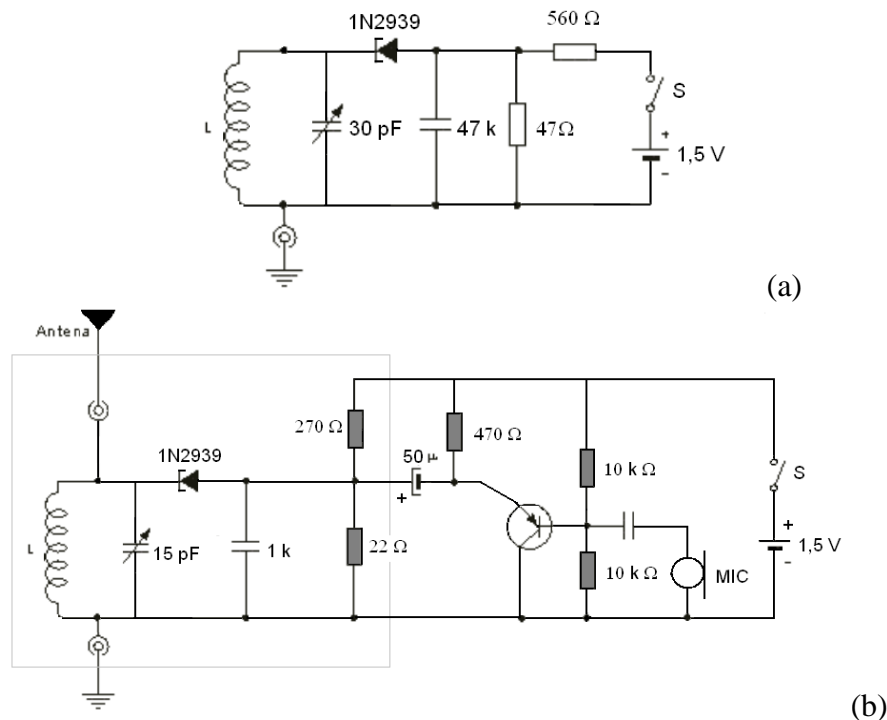 560 Ω
1N2939
S
L
30 pF
47 k
47Ω
+
1,5 V
-
(a)
Antena
270 Ω
470 Ω
50 μ
1N2939
+
10 k Ω
S
+
L
15 pF
1 k
22 Ω
10 k Ω
MIC
1,5 V
-
(b)